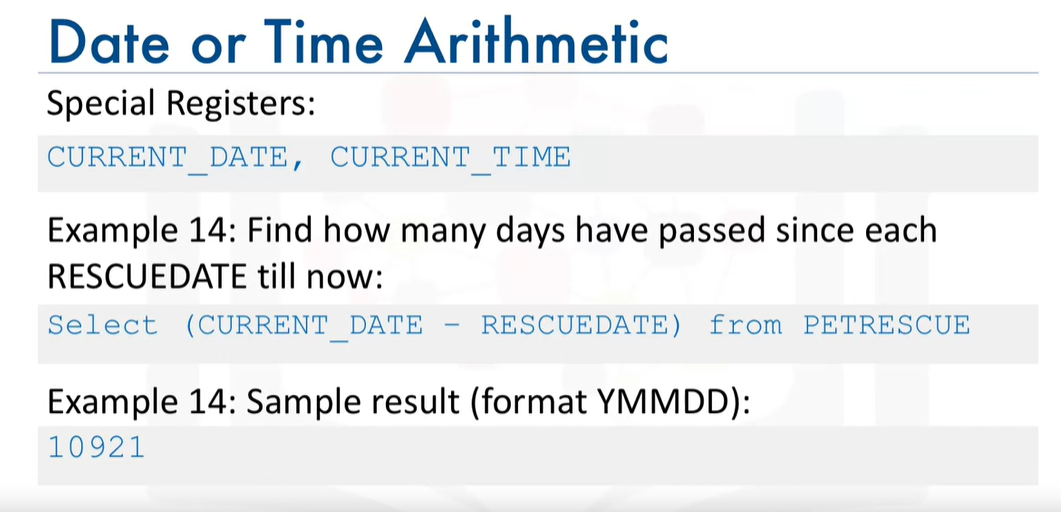 Date or Time Arithmetic
Special Registers:
CURRENT_DATE, CURRENT_TIME
Example 14: Find how many days have passed since each
RESCUEDATE till now:
Select (CURRENT_DATE - RESCUEDATE) from PETRESCUE
Example 14: Sample result (format YMMDD):
10921